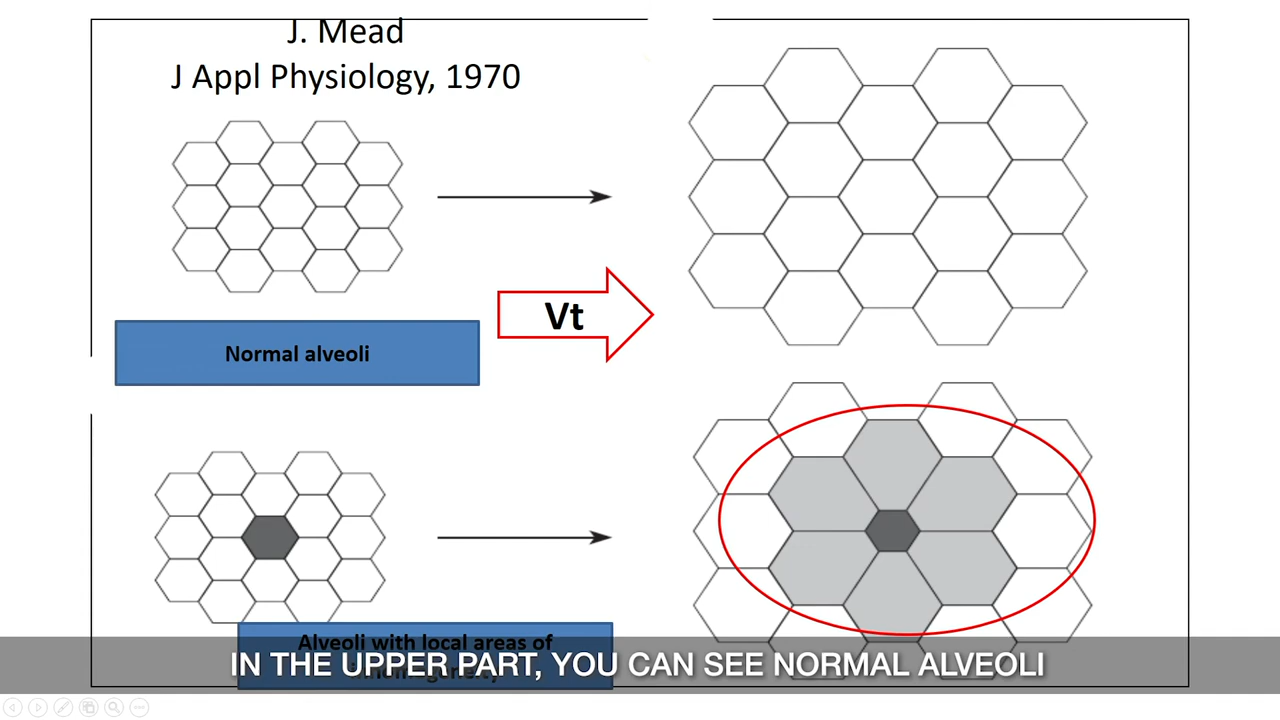 J. Mead
J Appl Physiology, 1970
Vt
Normal alveoli
Alveoli with local areas of
IN THE UPPER PART, YOU CAN SEE NORMAL ALVEOLI